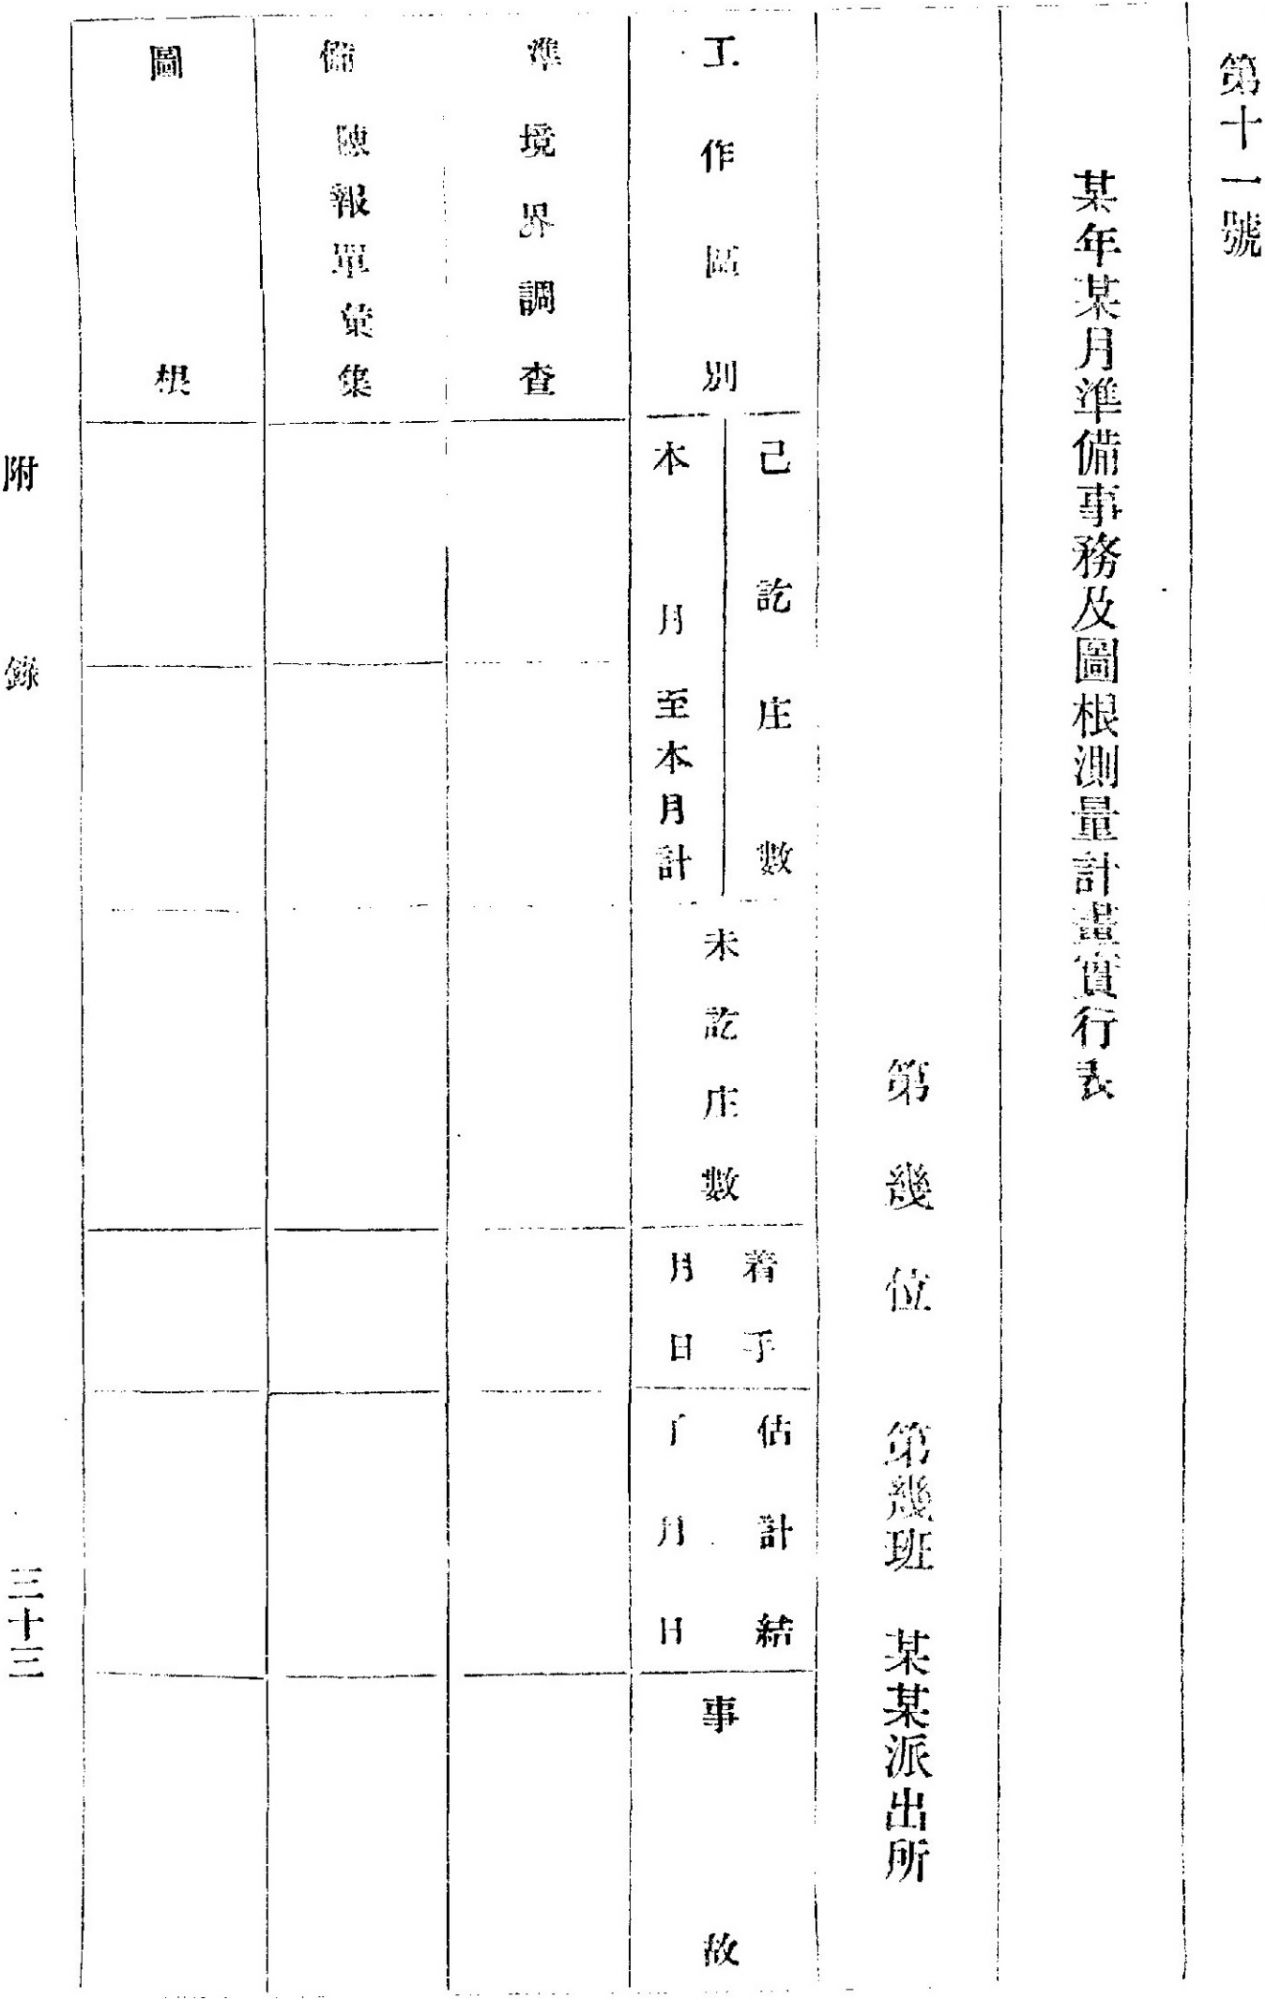 第十一號
某年某月準備事務及圖根測量計畫實行表
第幾位　第幾班　某某派出所
工作區別
己訖庄數
本月
至本月計
未訖庄數
着手
月日
估計結
了月日
事故
準備
境界調查
陳報單彙集
圖根
附錄
三十三